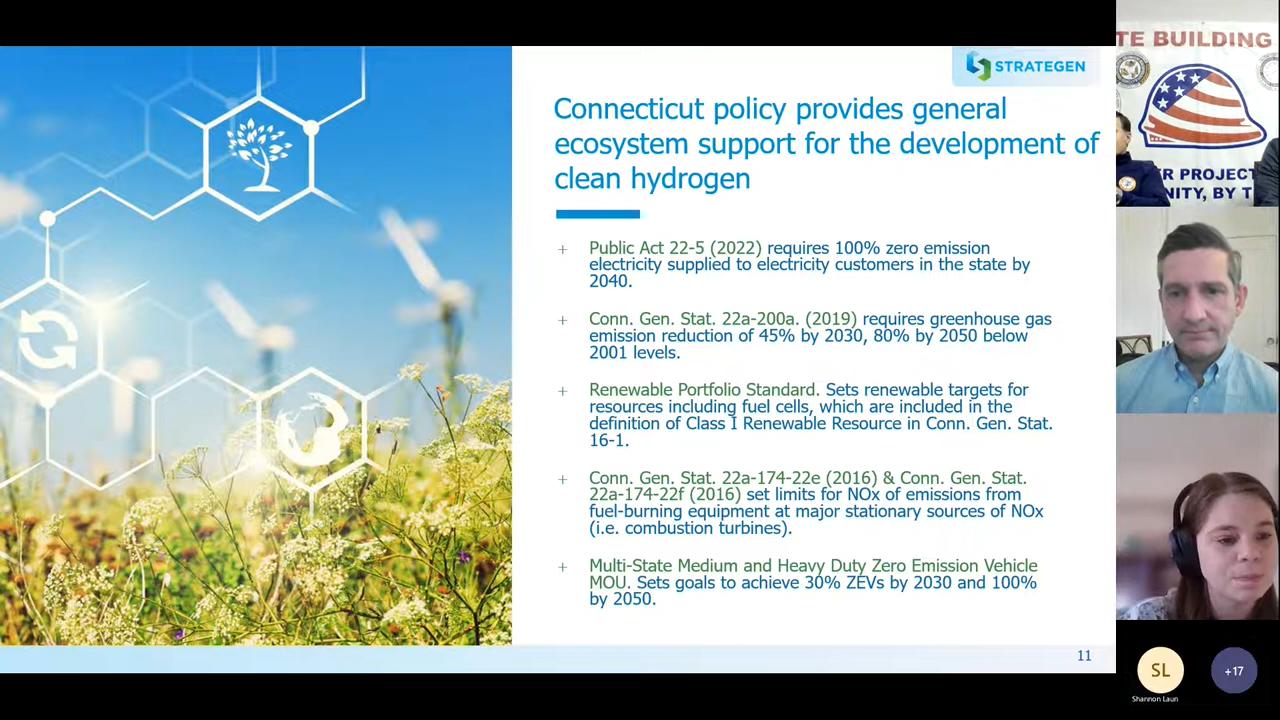 STRATEGEN
Connecticut policy provides general
ecosystem support for the development of
clean hydrogen
+ Public Act 22-5 (2022) requires 100% zero emission
electricity supplied to electricity customers in the state by
2040.
+ Conn. Gen. Stat. 22a-200a. (2019) requires greenhouse gas
emission reduction of 45% by 2030, 80% by 2050 below
2001 levels.
+ Renewable Portfolio Standard. Sets renewable targets for
resources including fuel cells, which are included in the
definition of Class I Renewable Resource in Conn. Gen. Stat.
16-1.
+ Conn. Gen. Stat. 22a-174-22e (2016) & Conn. Gen. Stat.
22a-174-22f (2016) set limits for NOx of emissions from
fuel-burning equipment at major stationary sources of NOx
(i.e. combustion turbines).
+ Multi-State Medium and Heavy Duty Zero Emission Vehicle
MOU. Sets goals to achieve 30% ZEVs by 2030 and 100%
by 2050.
11
TE BUILDING
R PROJECT
NITY, BY T
SL
+17
Shannon Laun